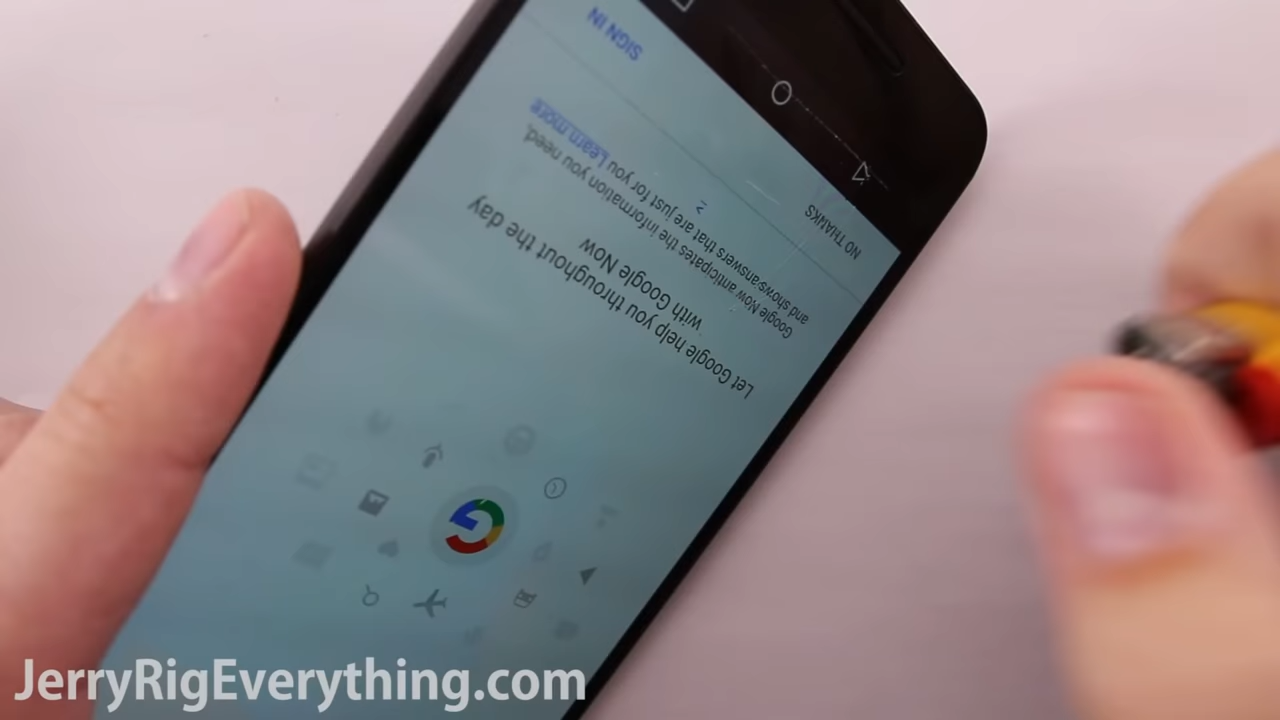 Let Google help you throughout the day
with Google Now
Google Now anticipates the information you need,
and shows answers that are just for you Learn more
NO THANKS
SIGN IN
JerryRigEverything.com